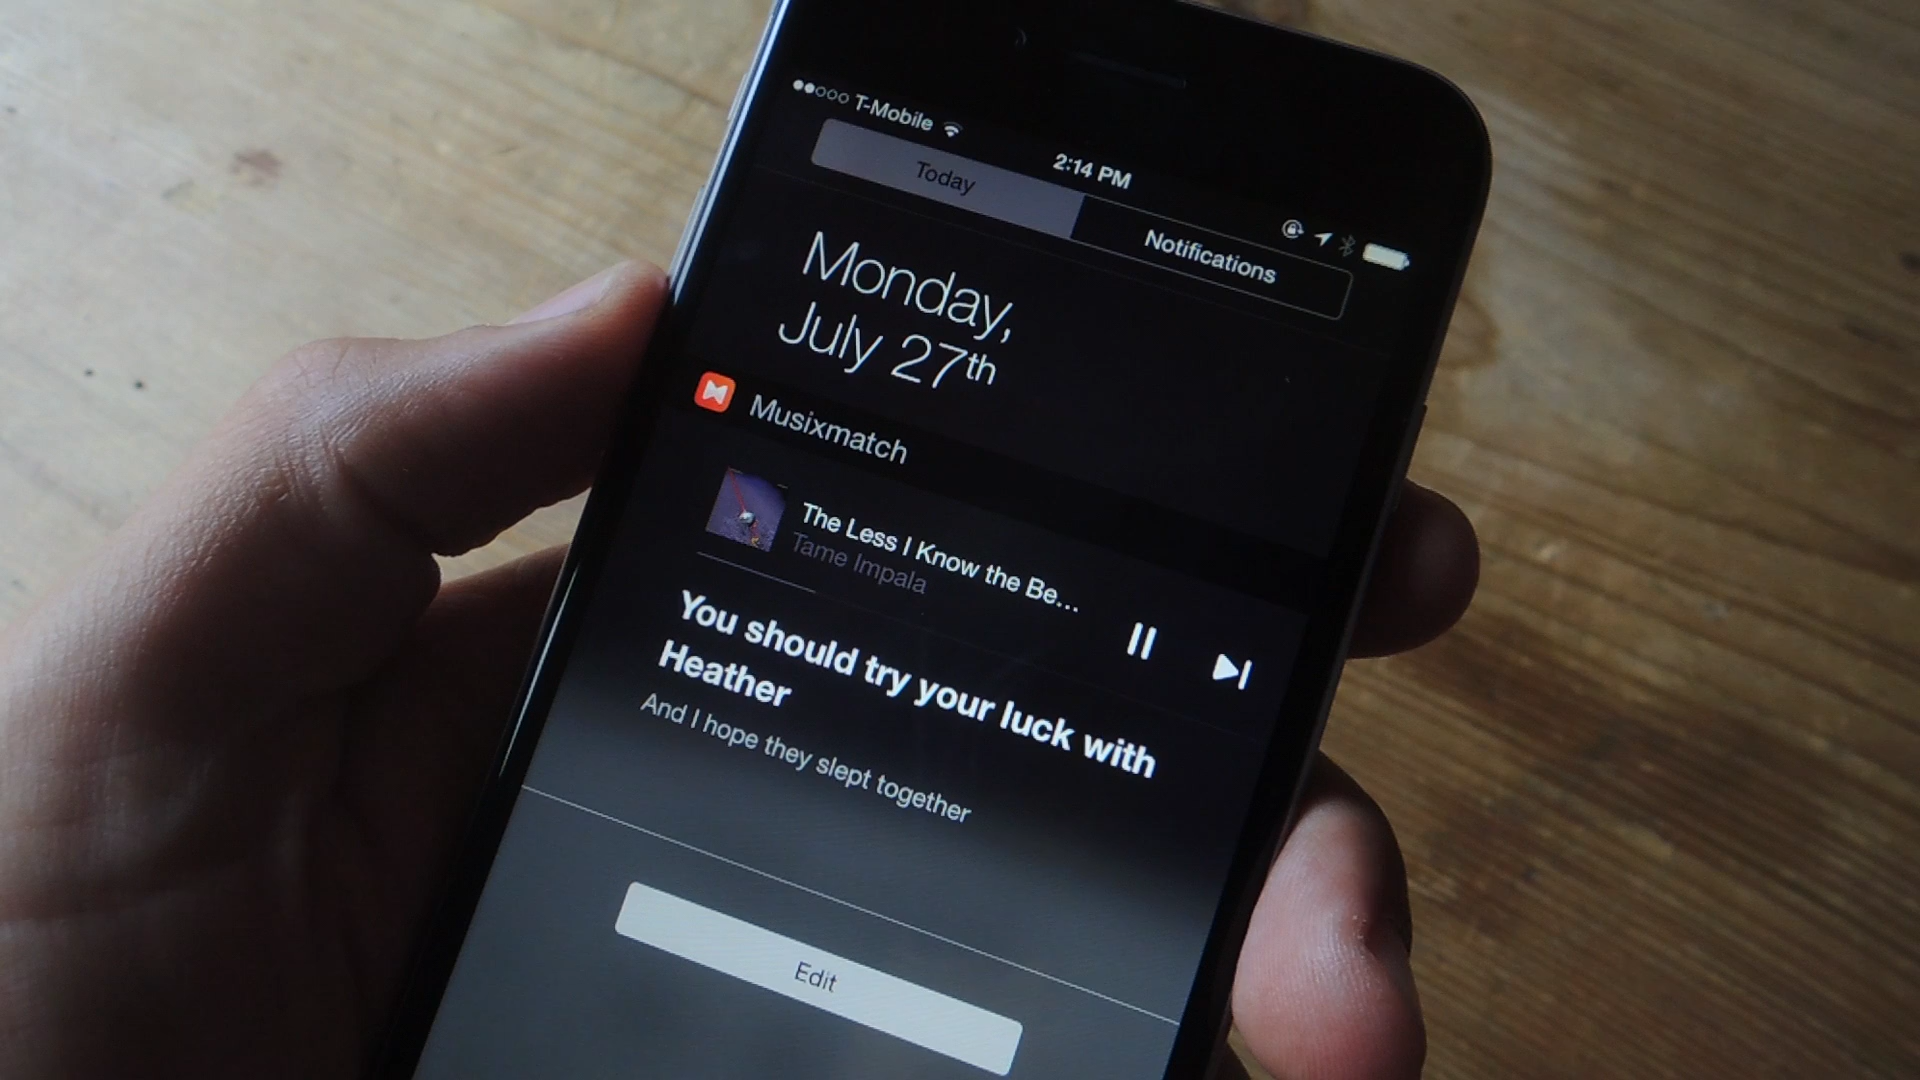 T-Mobile
2:14 PM
Today
Notifications
Monday,
July 27th
Musixmatch
The Less I Know the Be...
Tame Impala
You should try your luck with
Heather
And I hope they slept together
Edit